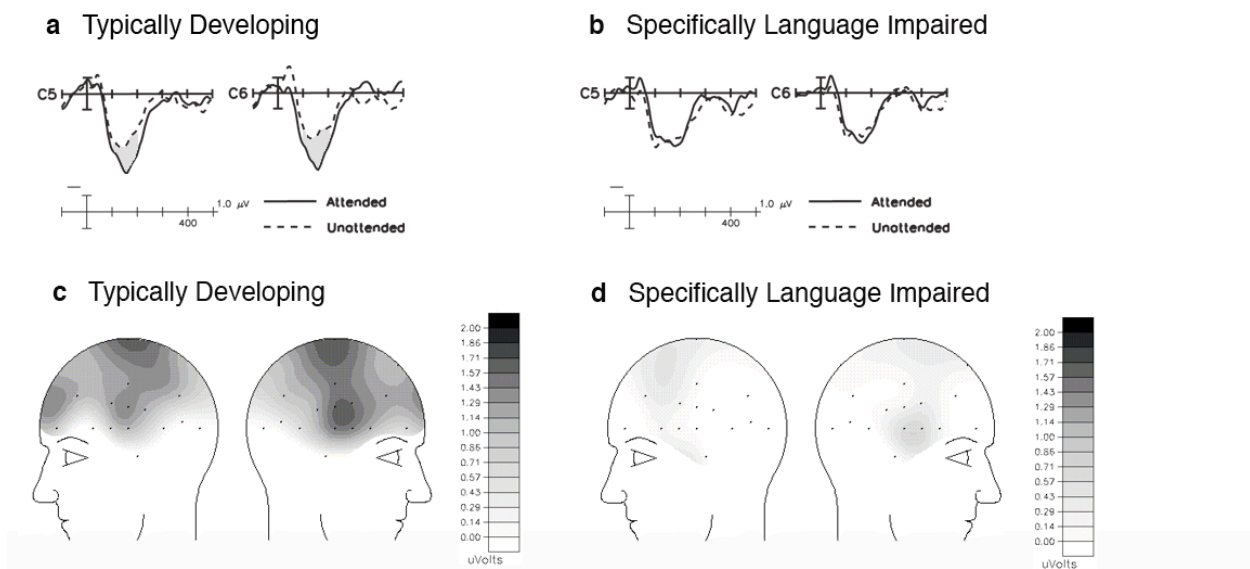 a Typically Developing
b Specifically Language Impaired
C5
C6
C5
C6
1.0 μV
400
Attended
Unattended
1.0 μV
400
Attended
Unattended
c Typically Developing
d Specifically Language Impaired
2.00
1.86
1.71
1.57
1.43
1.29
1.14
1.00
0.85
0.71
0.57
0.43
0.29
0.14
0.00
uVolts
2.00
1.86
1.71
1.57
1.43
1.29
1.14
1.00
0.85
0.71
0.57
0.43
0.29
0.14
0.00
uVolts